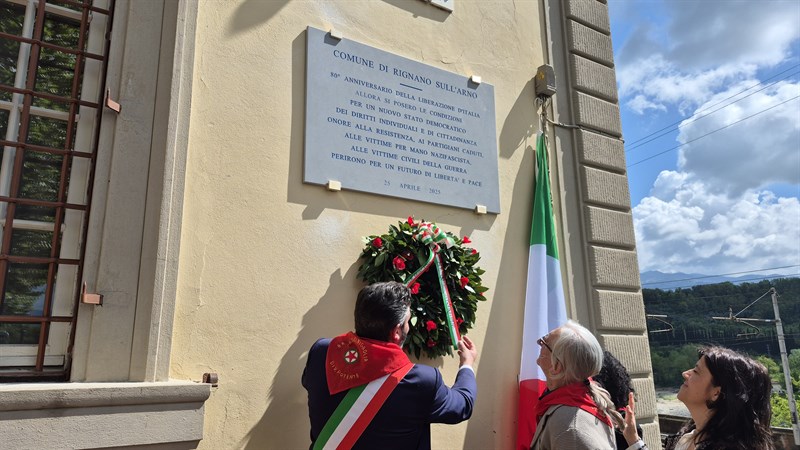 COMUNE DI RIGNANO SULL'ARNO
80° ANNIVERSARIO DELLA LIBERAZIONE D'ITALIA
ALLORA SI POSERO LE CONDIZIONI
PER UN NUOVO STATO DEMOCRATICO
DEI DIRITTI INDIVIDUALI E DI CITTADINANZA
ONORE ALLA RESISTENZA, AI PARTIGIANI CADUTI,
ALLE VITTIME PER MANO NAZIFASCISTA,
ALLE VITTIME CIVILI DELLA GUERRA
PERIRONO PER UN FUTURO DI LIBERTA' E PACE
25 APRILE 2025